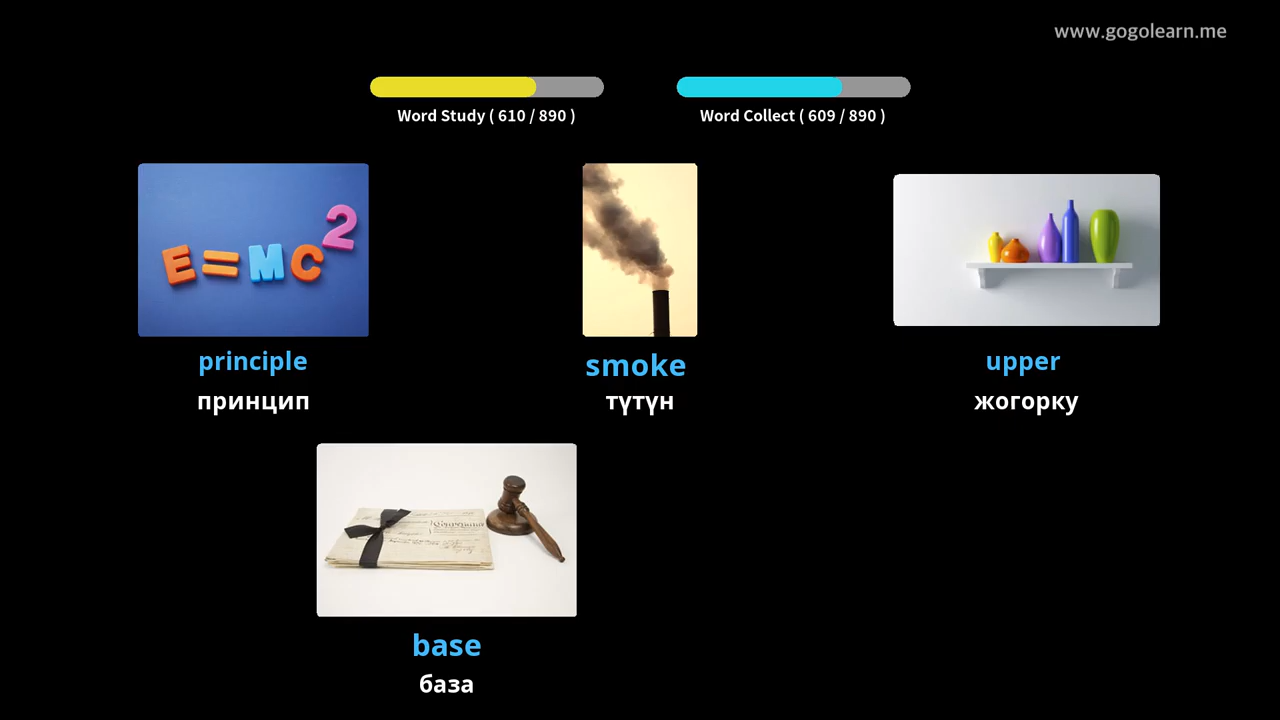 www.gogolearn.me
Word Study ( 610 / 890 )
Word Collect ( 609 / 890 )
E=MC2
principle
принцип
smoke
түтүн
upper
жогорку
base
база